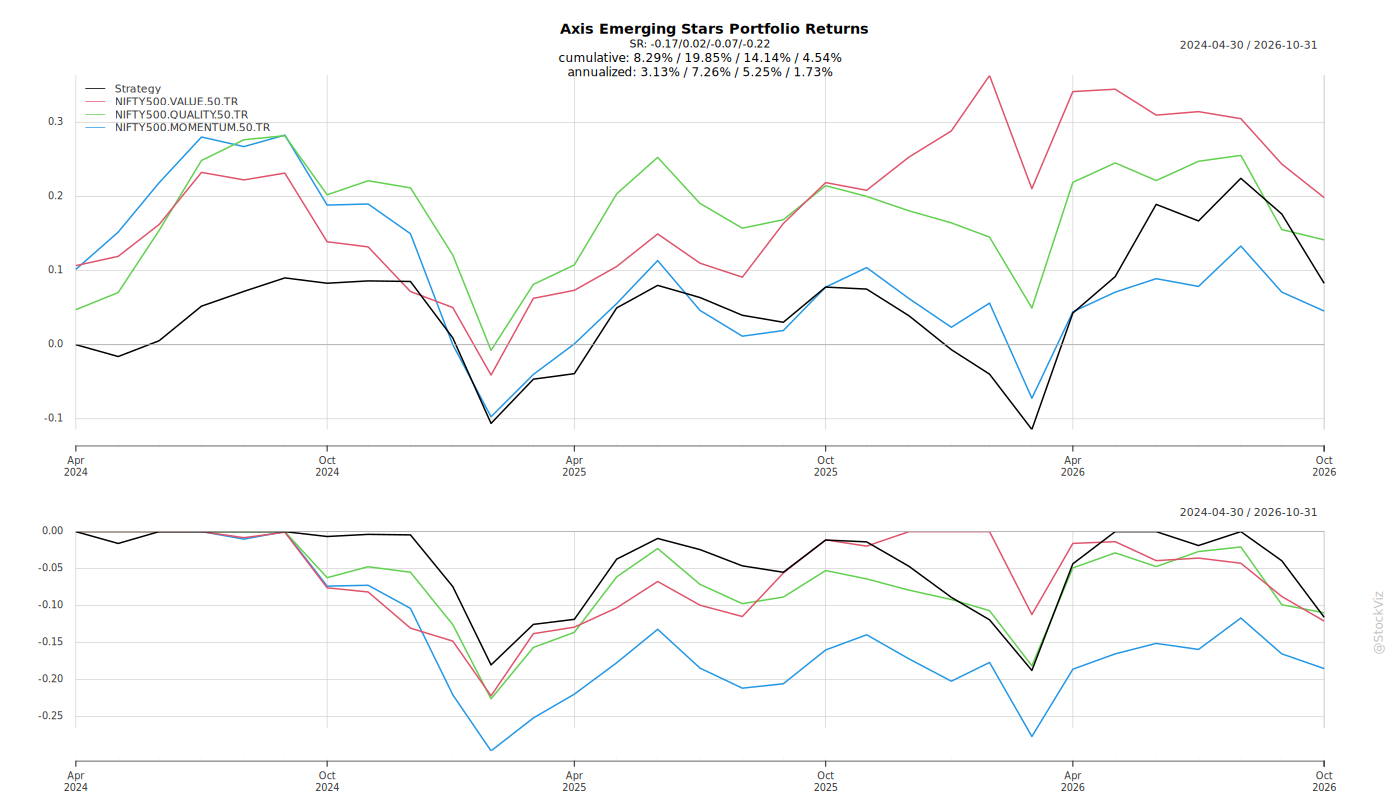 Axis Emerging Stars Portfolio Returns
SR: -0.17/0.02/-0.07/-0.22
cumulative: 8.29% / 19.85% / 14.14% / 4.54%
annualized: 3.13% / 7.26% / 5.25% / 1.73%
2024-04-30 / 2026-10-31
Strategy
NIFTY500.VALUE.50.TR
NIFTY500.QUALITY50.TR
NIFTY500.MOMENTUM.50.TR
0.3
0.2
0.1
0.0
-0.1
Apr Oct Apr Oct Apr Oct
2024 2024 2025 2025 2026 2026
2024-04-30 / 2026-10-31
0.00
-0.05
-0.10
-0.15
-0.20
-0.25
Apr Oct Apr Oct Apr Oct
2024 2024 2025 2025 2026 2026
@StockViz